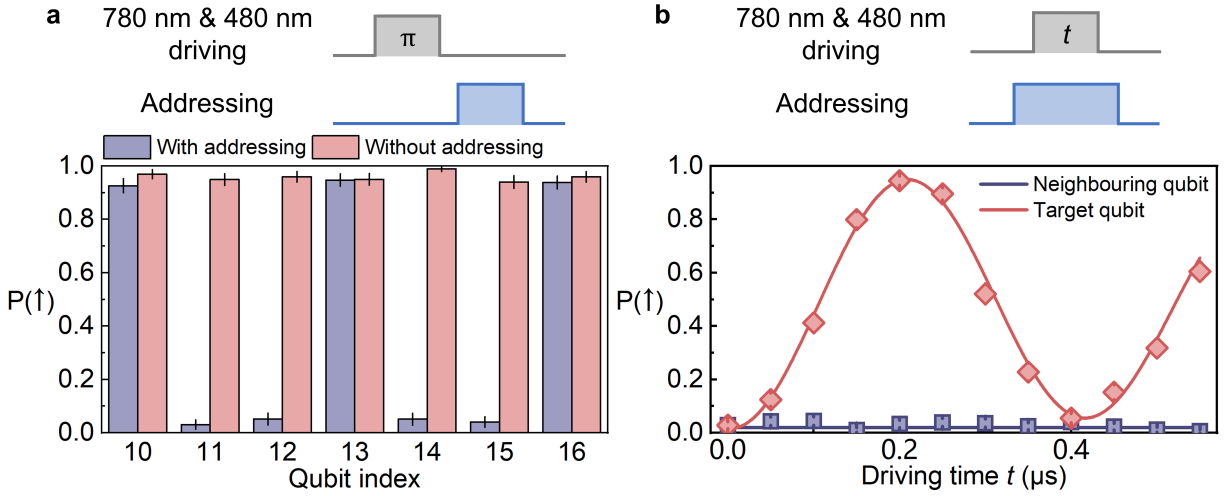 a
780 nm & 480 nm
driving
π
Addressing
With addressing
Without addressing
1.0
0.8
0.6
0.4
0.2
0.0
P(↑)
10 11 12 13 14 15 16
Qubit index
b
780 nm & 480 nm
driving
t
Addressing
1.0
0.8
0.6
0.4
0.2
0.0
P(↑)
Neighbouring qubit
Target qubit
0.0 0.2 0.4
Driving time t (μs)